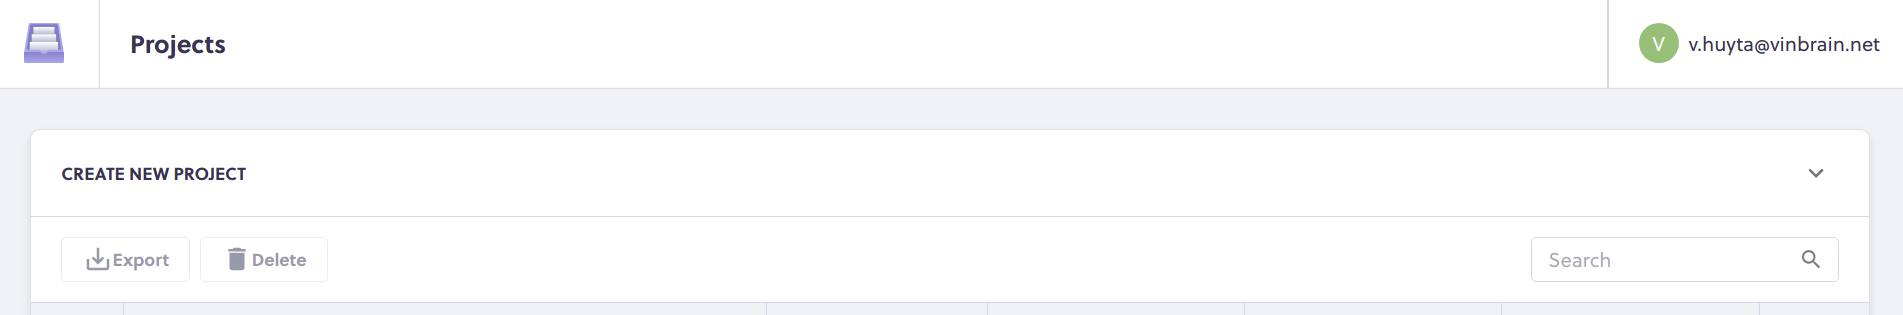 Projects
V
v.huyta@vinbrain.net
CREATE NEW PROJECT
Export
Delete
Search